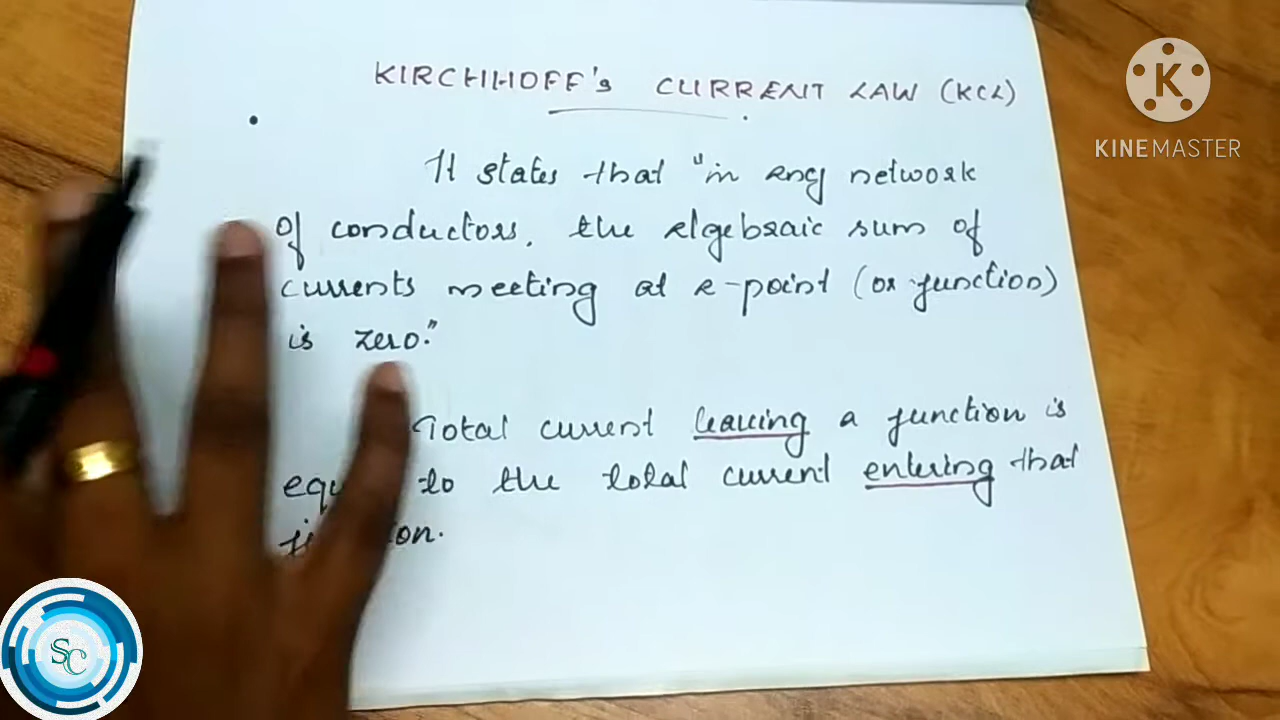 KIRCHHOFF's CURRENT LAW (KCL)
It states that "in any network
of conductors, the algebraic sum of
currents meeting at a point (or junction)
is zero."
Total current leaving a junction is
to the total current entering that
KINEMASTER
SC